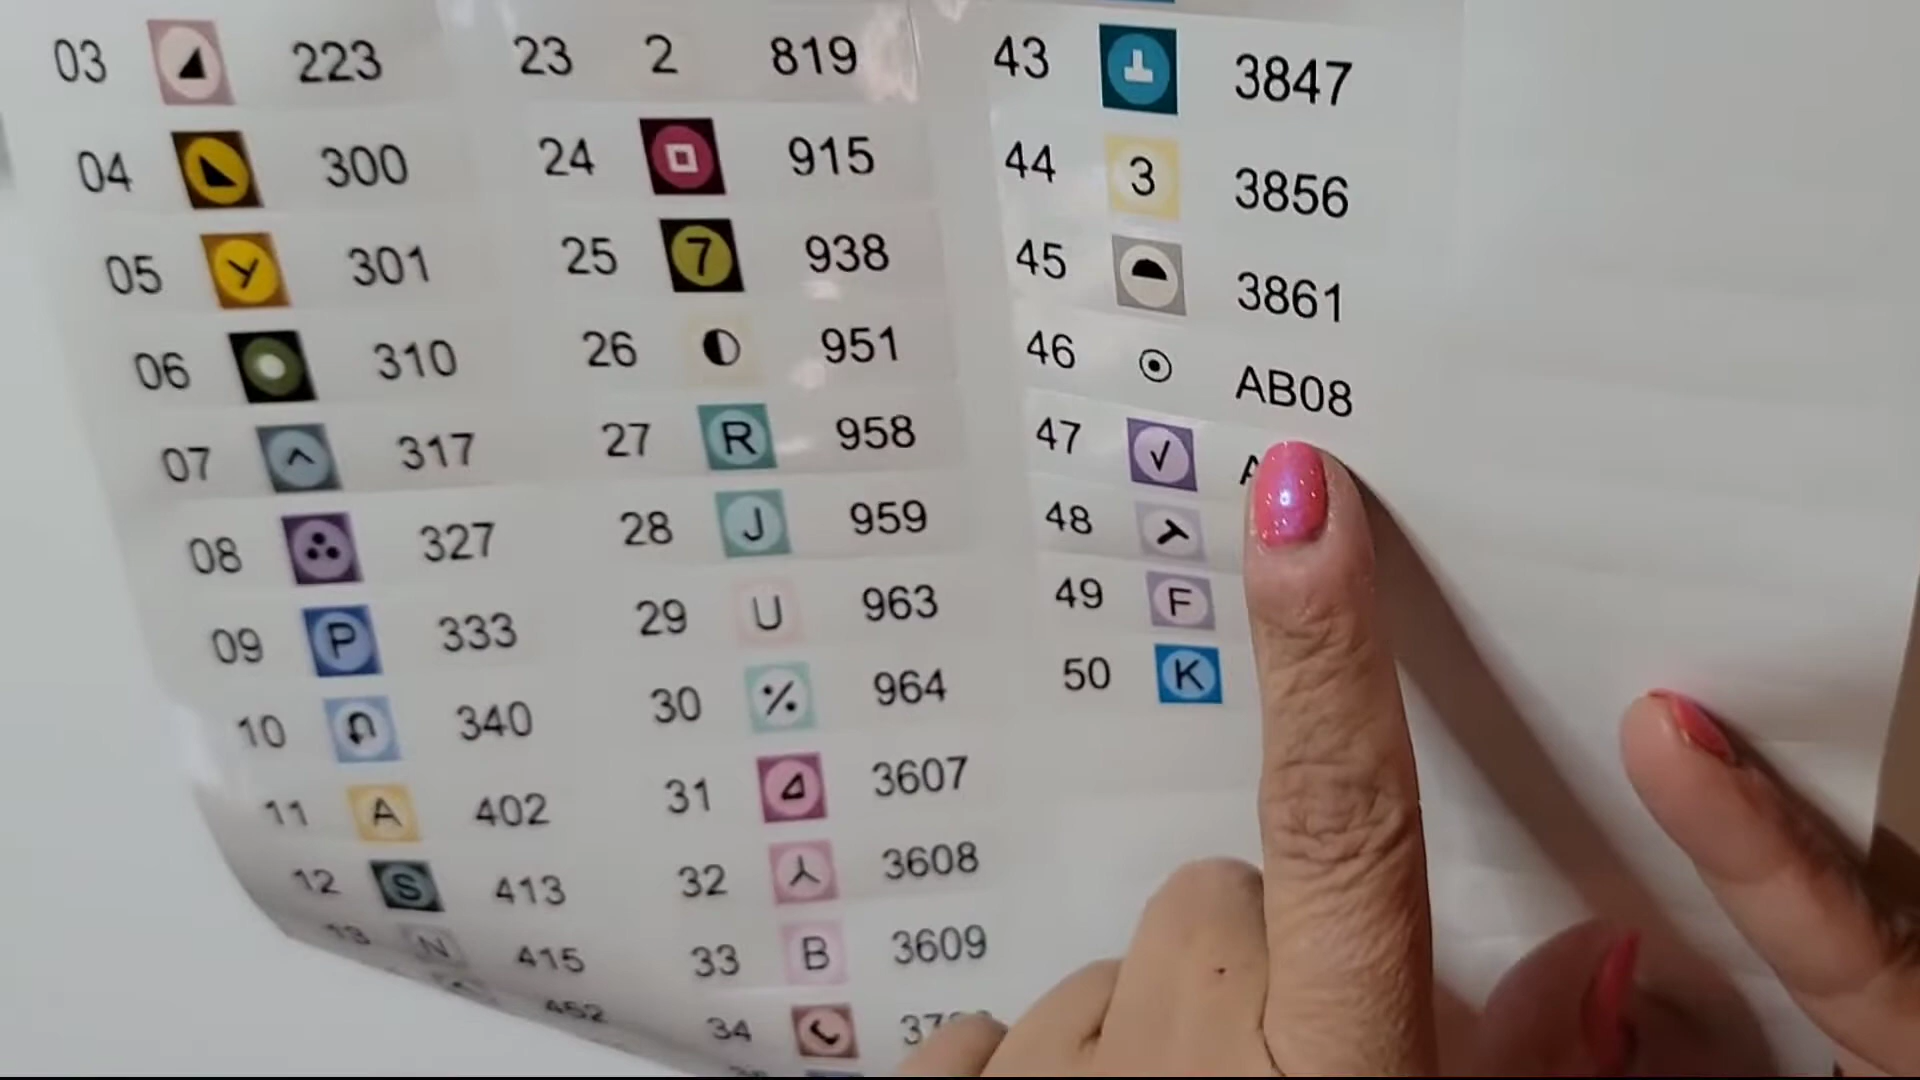 03 223
04 300
05 Y 301
06 310
07 ^ 317
08 327
09 P 333
10 340
11 A 402
12 S 413
13 N 415
452
23 2 819
24 915
25 7 938
26 951
27 R 958
28 J 959
29 U 963
30 ٪ 964
31 3607
32 3608
33 B 3609
34
43 3847
44 3 3856
45 3861
46 AB08
47 √ A
48
49 F
50 K